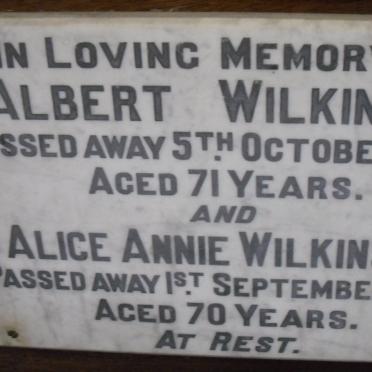 IN LOVING MEMORY
ALBERT WILKIN
SSED AWAY 5TH OCTOBE
AGED 71 YEARS.
AND
ALICE ANNIE WILKIN
PASSED AWAY 1ST SEPTEMBE
AGED 70 YEARS.
AT REST.